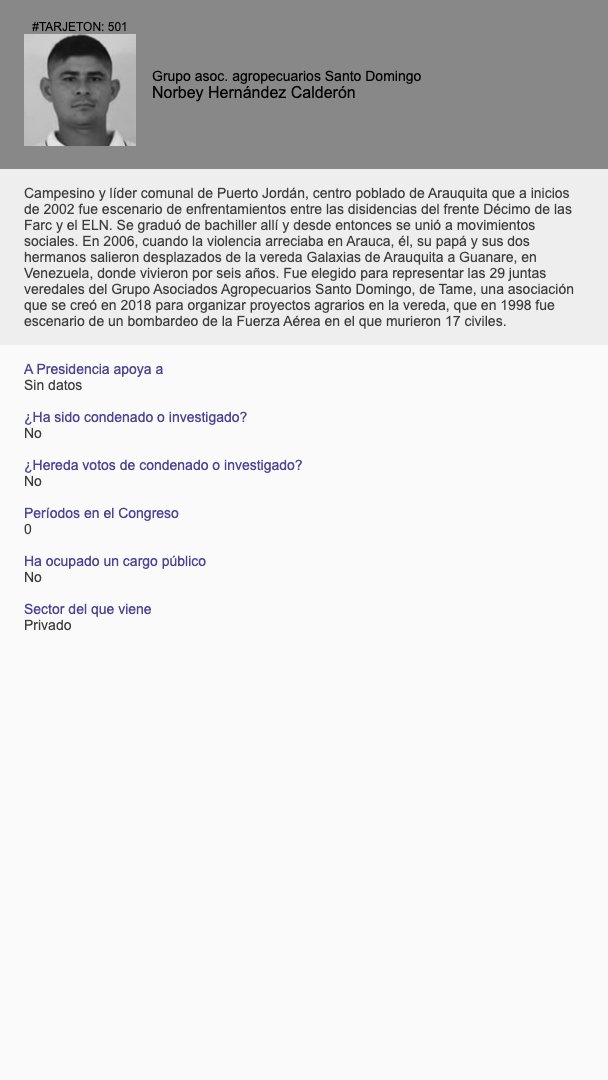 #TARJETON: 501
Grupo asoc. agropecuarios Santo Domingo
Norbey Hernández Calderón
Campesino y líder comunal de Puerto Jordán, centro poblado de Arauquita que a inicios
de 2002 fue escenario de enfrentamientos entre las disidencias del frente Décimo de las
Farc y el ELN. Se graduó de bachiller allí y desde entonces se unió a movimientos
sociales. En 2006, cuando la violencia arreciaba en Arauca, él, su papá y sus dos
hermanos salieron desplazados de la vereda Galaxias de Arauquita a Guanare, en
Venezuela, donde vivieron por seis años. Fue elegido para representar las 29 juntas
veredales del Grupo Asociados Agropecuarios Santo Domingo, de Tame, una asociación
que se creó en 2018 para organizar proyectos agrarios en la vereda, que en 1998 fue
escenario de un bombardeo de la Fuerza Aérea en el que murieron 17 civiles.
A Presidencia apoya a
Sin datos
¿Ha sido condenado o investigado?
No
¿Hereda votos de condenado o investigado?
No
Períodos en el Congreso
0
Ha ocupado un cargo público
No
Sector del que viene
Privado